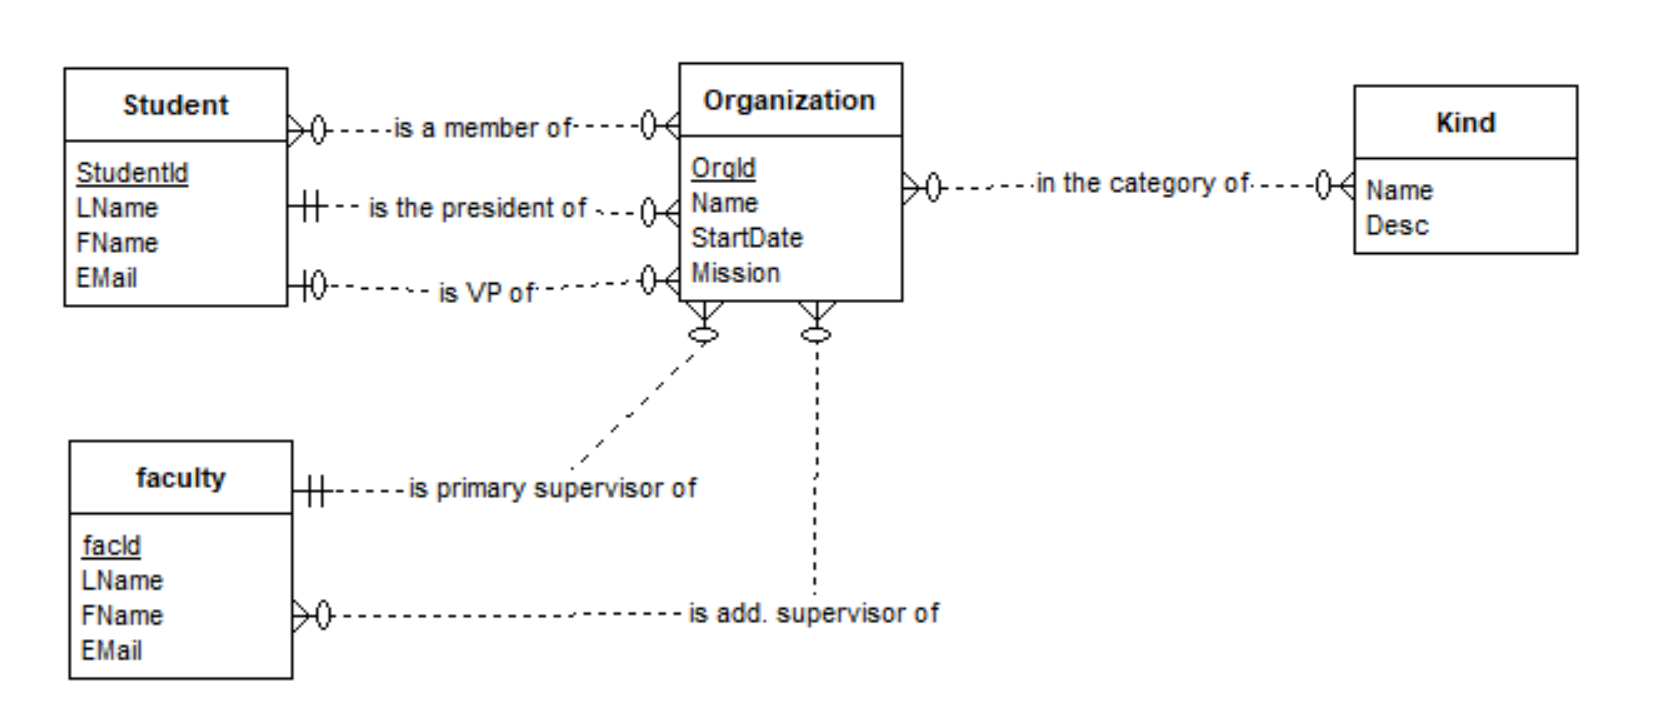 Student
StudentId
LName
FName
EMail
is a member of
is the president of
is VP of
Organization
OrgId
Name
StartDate
Mission
in the category of
Kind
Name
Desc
faculty
facId
LName
FName
EMail
is primary supervisor of
is add. supervisor of